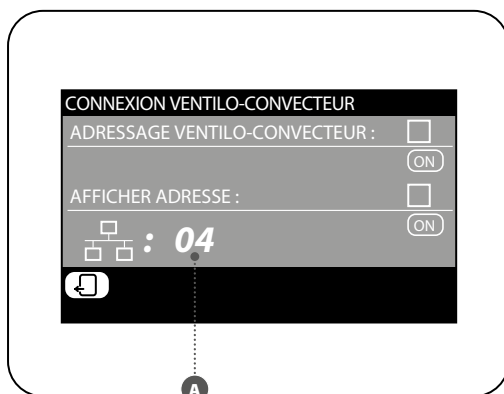 CONNEXION VENTILO-CONVECTEUR
ADRESSAGE VENTILO-CONVECTEUR :
ON
AFFICHER ADRESSE :
ON
: 04
A